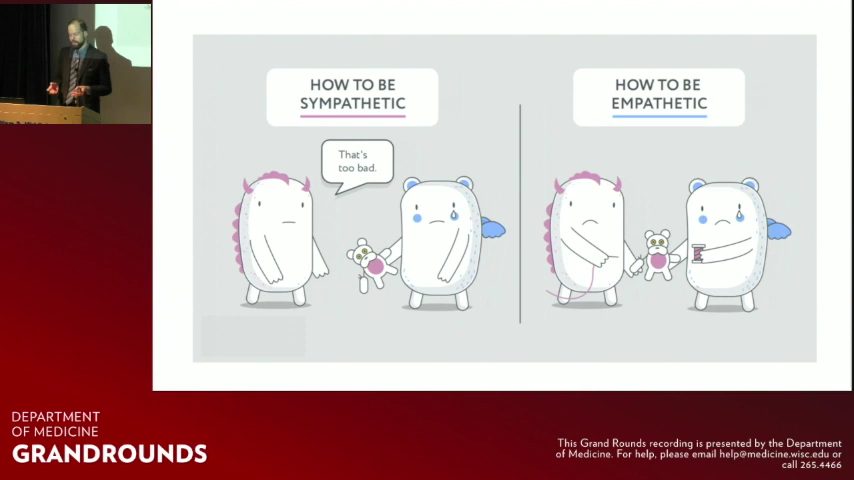 HOW TO BE
SYMPATHETIC
That's
too bad.
HOW TO BE
EMPATHETIC
DEPARTMENT
OF MEDICINE
GRANDROUNDS
This Grand Rounds recording is presented by the Department
of Medicine. For help, please email help@medicine.wisc.edu or
call 265.4466